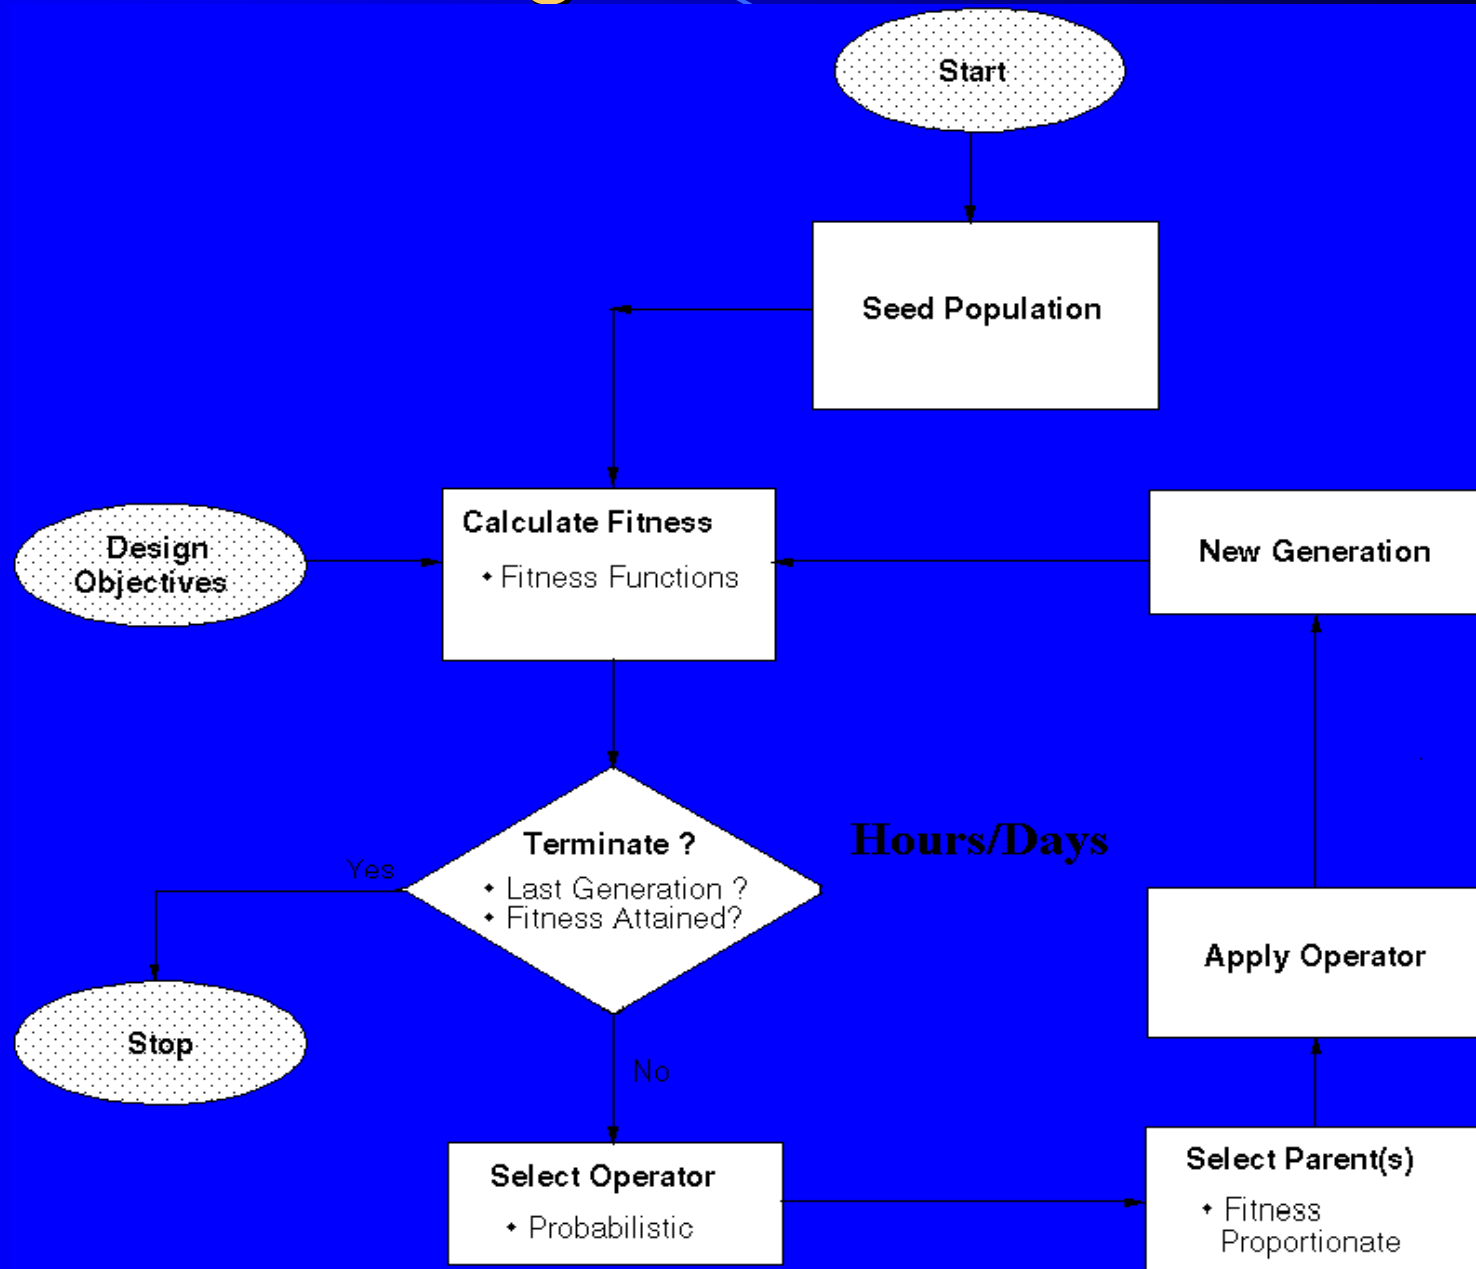 Start
Seed Population
Design
Objectives
Calculate Fitness
• Fitness Functions
New Generation
Terminate ?
• Last Generation ?
• Fitness Attained?
Hours/Days
Yes
Apply Operator
Stop
No
Select Operator
• Probabilistic
Select Parent(s)
• Fitness
Proportionate